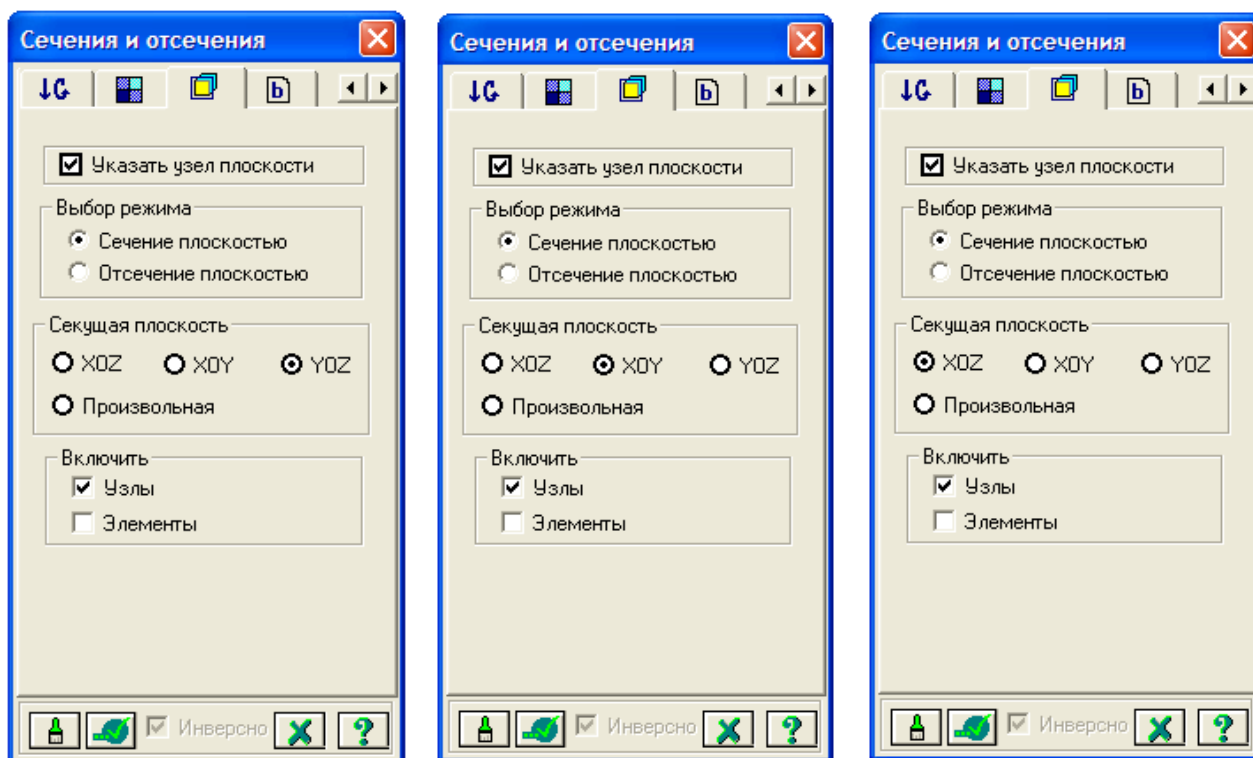 Сечения и отсечения
Указать узел плоскости
Выбор режима
Сечение плоскостью
Отсечение плоскостью
Секущая плоскость
XOZ XOY YOZ
Произвольная
Включить
Узлы
Элементы
Инверсно
Сечения и отсечения
Указать узел плоскости
Выбор режима
Сечение плоскостью
Отсечение плоскостью
Секущая плоскость
XOZ XOY YOZ
Произвольная
Включить
Узлы
Элементы
Инверсно
Сечения и отсечения
Указать узел плоскости
Выбор режима
Сечение плоскостью
Отсечение плоскостью
Секущая плоскость
XOZ XOY YOZ
Произвольная
Включить
Узлы
Элементы
Инверсно